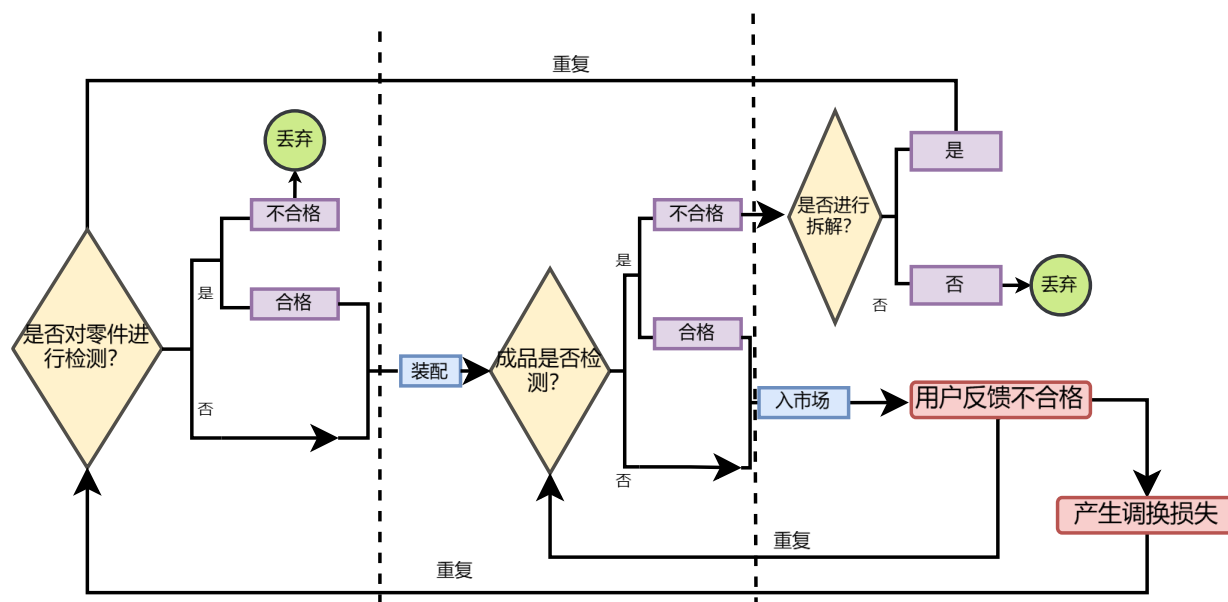 重复
丢弃
不合格
是
合格
是否对零件进
行检测？
否
装配
成品是否检
测？
是
不合格
合格
否
是否进行
拆解？
是
否
否
丢弃
入市场
用户反馈不合格
产生调换损失
重复
重复